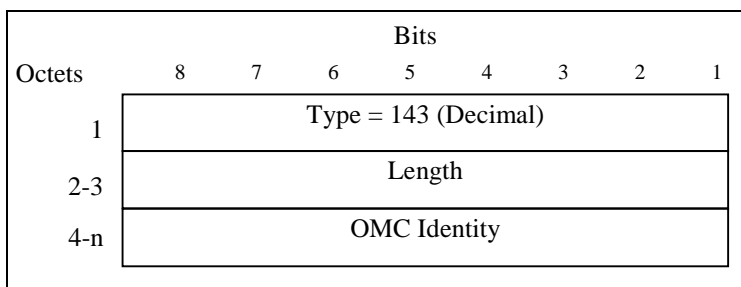 Bits
Octets 8 7 6 5 4 3 2 1
1 Type = 143 (Decimal)
2-3 Length
4-n OMC Identity